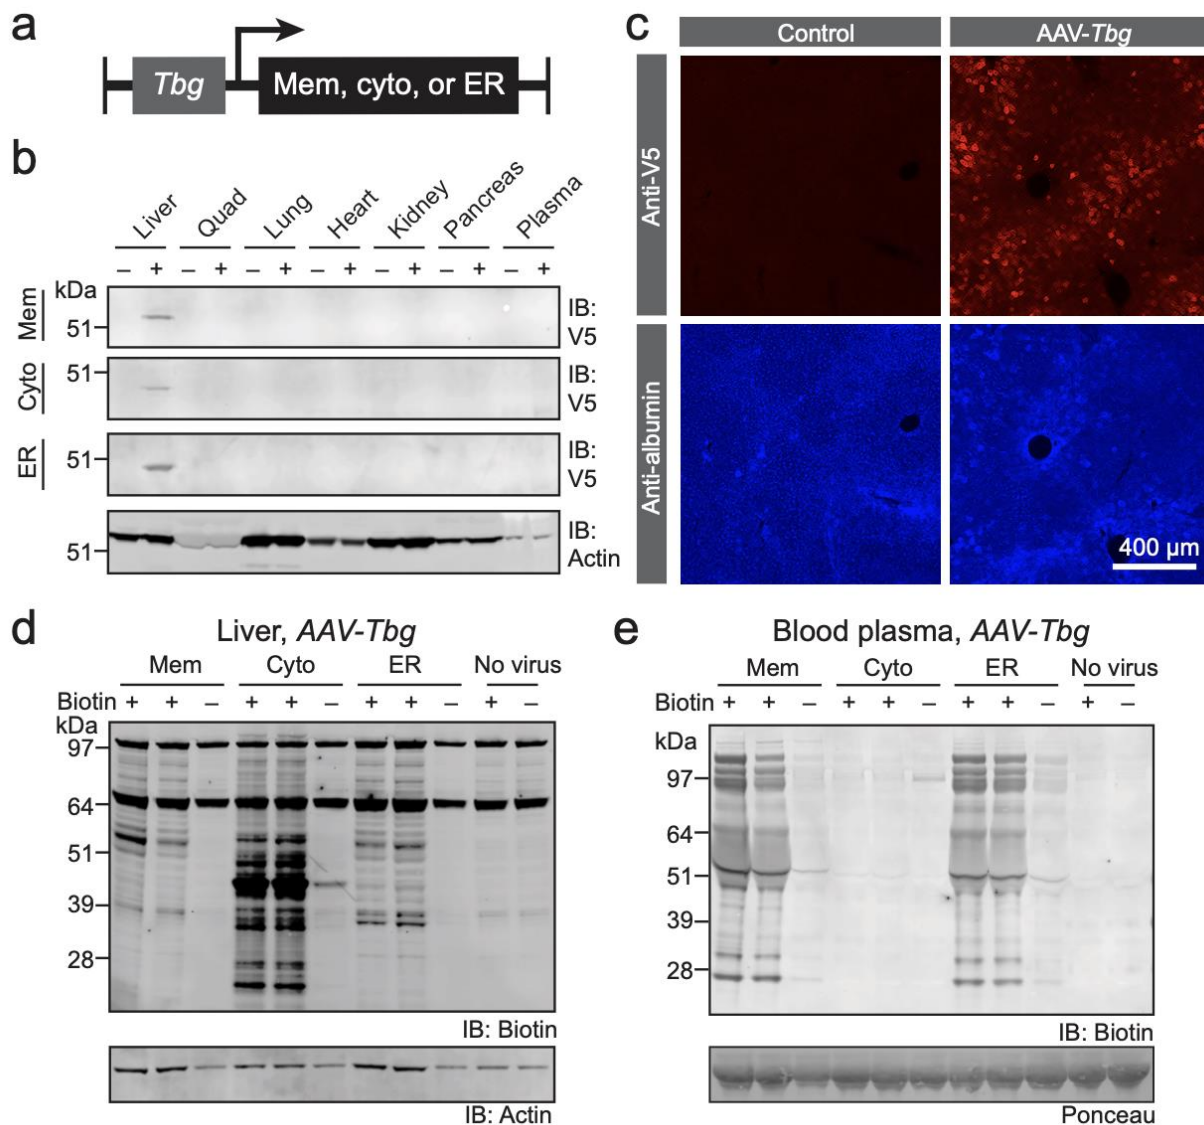 a
Tbg
Mem, cyto, or ER
b
Liver Quad Lung Heart Kidney Pancreas Plasma
– + – + – + – + – + – + – +
kDa
Mem
51
IB:
V5
Cyto
51
IB:
V5
ER
51
IB:
V5
51
IB:
Actin
c
Control AAV-Tbg
Anti-V5
Anti-albumin
400 µm
d
Liver, AAV-Tbg
Mem Cyto ER No virus
Biotin + + – + + – + + – + –
kDa
97
64
51
39
28
IB: Biotin
IB: Actin
e
Blood plasma, AAV-Tbg
Mem Cyto ER No virus
Biotin + + – + + – + + – + –
kDa
97
64
51
39
28
IB: Biotin
Ponceau